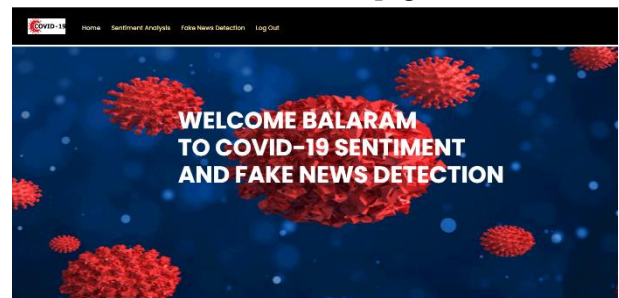 COVID-19 Home Sentiment Analysis Fake News Detection Log Out
WELCOME BALARAM
TO COVID-19 SENTIMENT
AND FAKE NEWS DETECTION